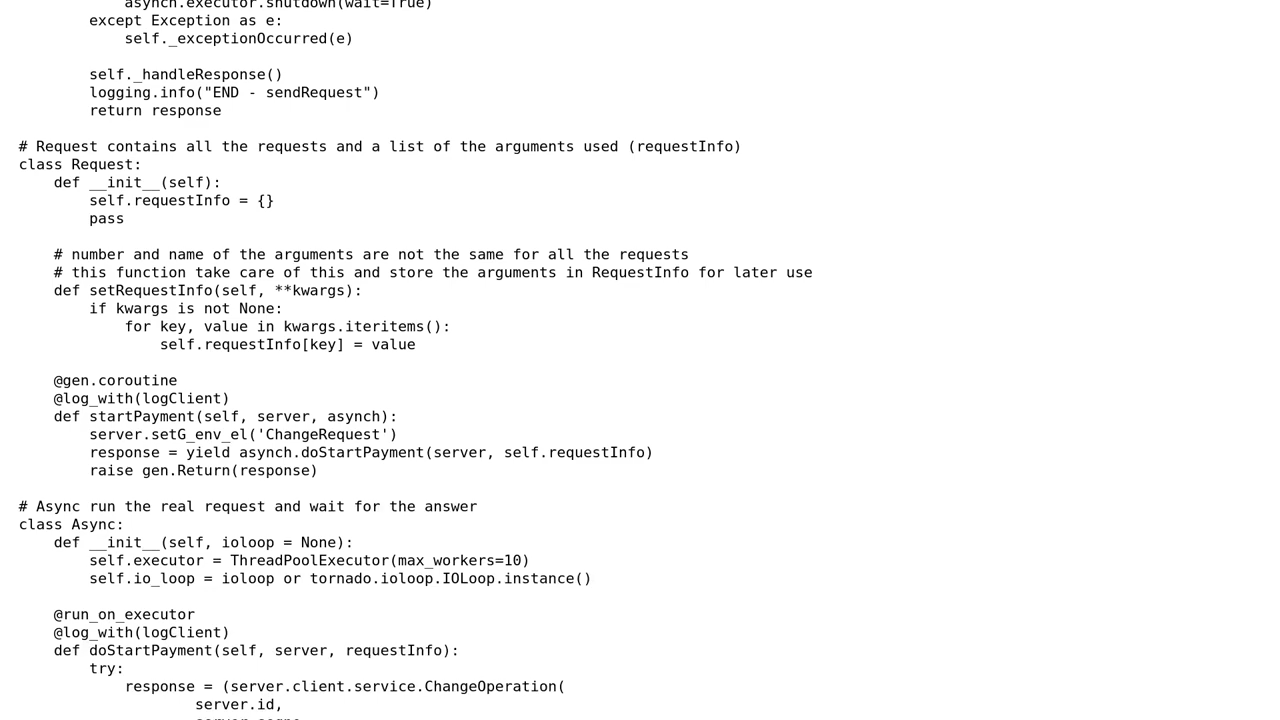 asynch.executor.shutdown(wait=True)
        except Exception as e:
            self._exceptionOccurred(e)

        self._handleResponse()
        logging.info("END - sendRequest")
        return response

# Request contains all the requests and a list of the arguments used (requestInfo)
class Request:
    def __init__(self):
        self.requestInfo = {}
        pass

    # number and name of the arguments are not the same for all the requests
    # this function take care of this and store the arguments in RequestInfo for later use
    def setRequestInfo(self, **kwargs):
        if kwargs is not None:
            for key, value in kwargs.iteritems():
                self.requestInfo[key] = value

    @gen.coroutine
    @log_with(logClient)
    def startPayment(self, server, asynch):
        server.setG_env_el('ChangeRequest')
        response = yield asynch.doStartPayment(server, self.requestInfo)
        raise gen.Return(response)

# Async run the real request and wait for the answer
class Async:
    def __init__(self, ioloop = None):
        self.executor = ThreadPoolExecutor(max_workers=10)
        self.io_loop = ioloop or tornado.ioloop.IOLoop.instance()

    @run_on_executor
    @log_with(logClient)
    def doStartPayment(self, server, requestInfo):
        try:
            response = (server.client.service.ChangeOperation(
                    server.id,